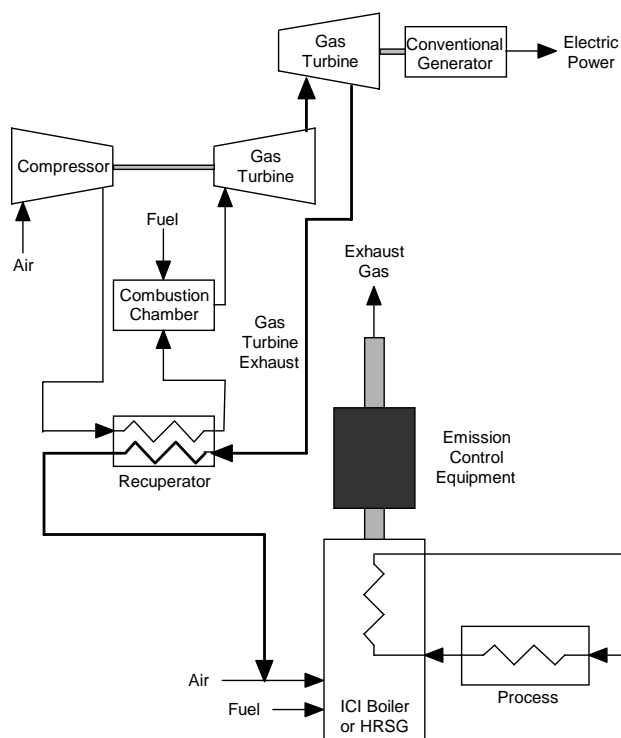 Gas
Turbine
Conventional
Generator
Electric
Power
Compressor
Gas
Turbine
Fuel
Air
Exhaust
Gas
Combustion
Chamber
Gas
Turbine
Exhaust
Emission
Control
Equipment
Recuperator
Air
Process
Fuel
ICI Boiler
or HRSG